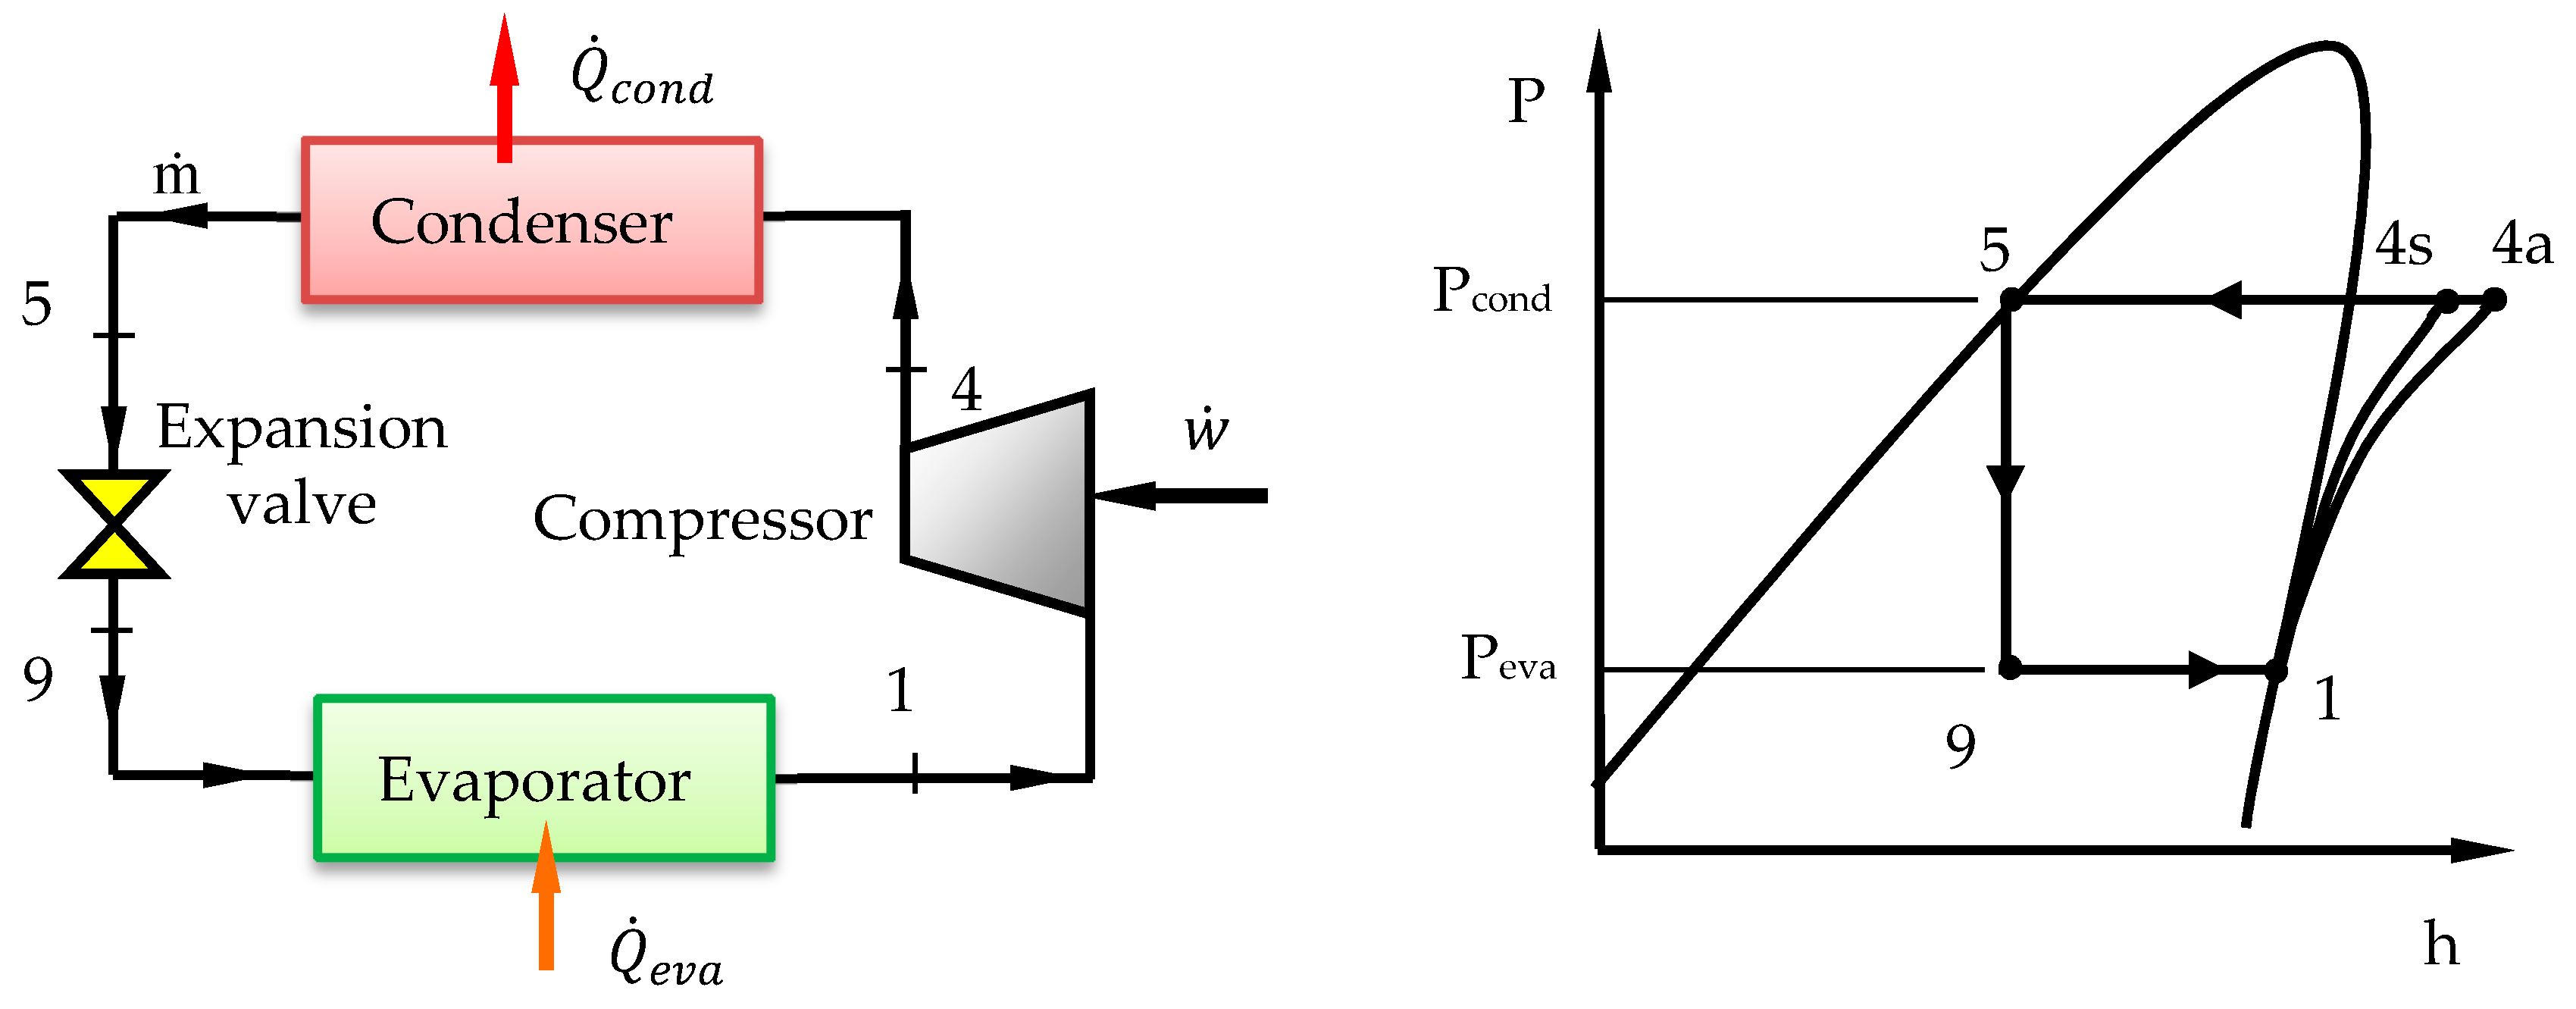 Q̇cond
ṁ
Condenser
5
Expansion
valve
4
ẇ
Compressor
9
1
Evaporator
Q̇eva
P
5
4s
4a
Pcond
Peva
1
9
h